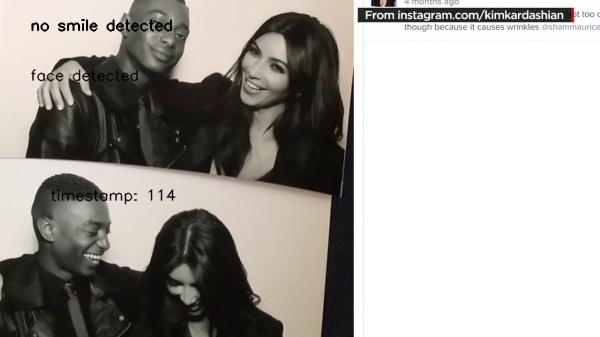 no smile detected
face detected
timestamp: 114
4 months ago
From instagram.com/kimkardashian
too
though because it causes wrinkles @shammaurice